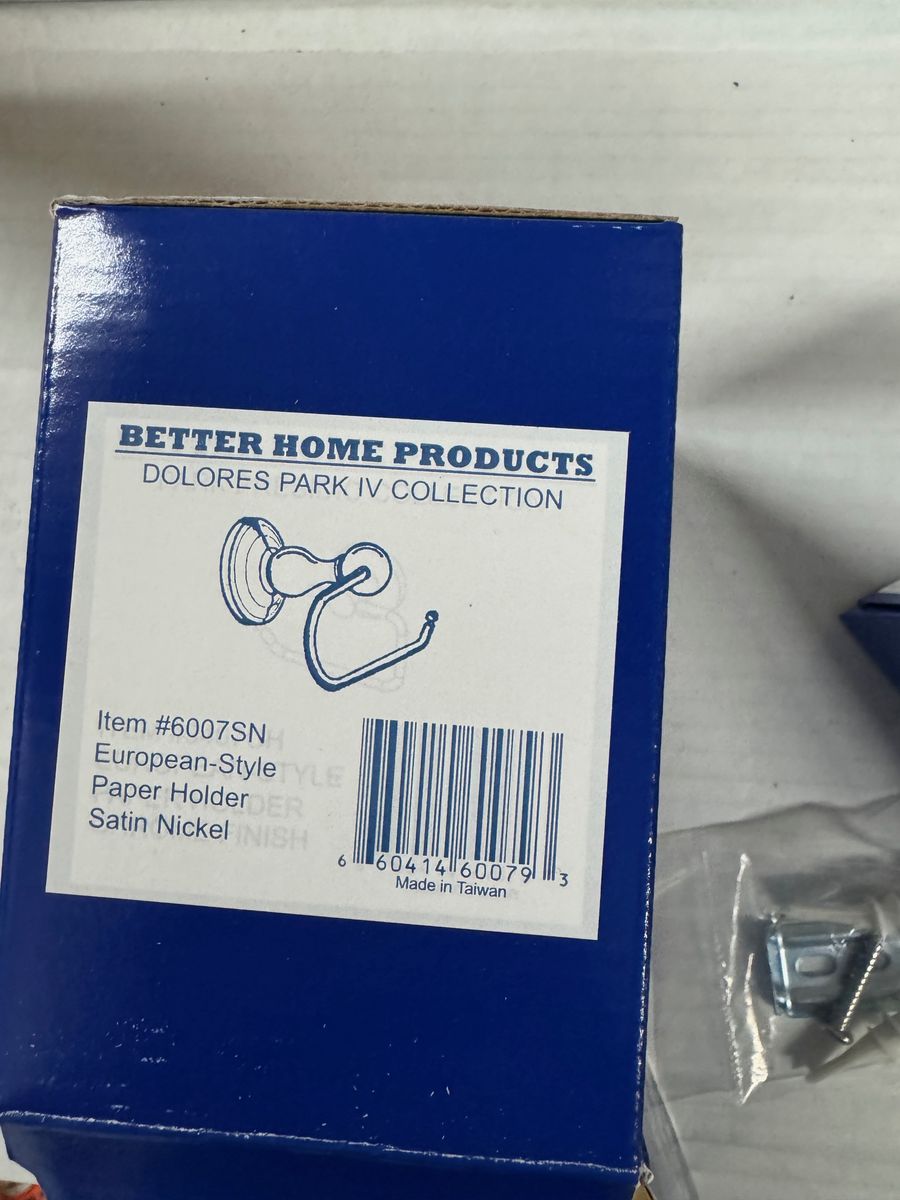 BETTER HOME PRODUCTS
DOLORES PARK IV COLLECTION
Item #6007SN
European-Style
Paper Holder
Satin Nickel
6 60414 60079 3
Made in Taiwan